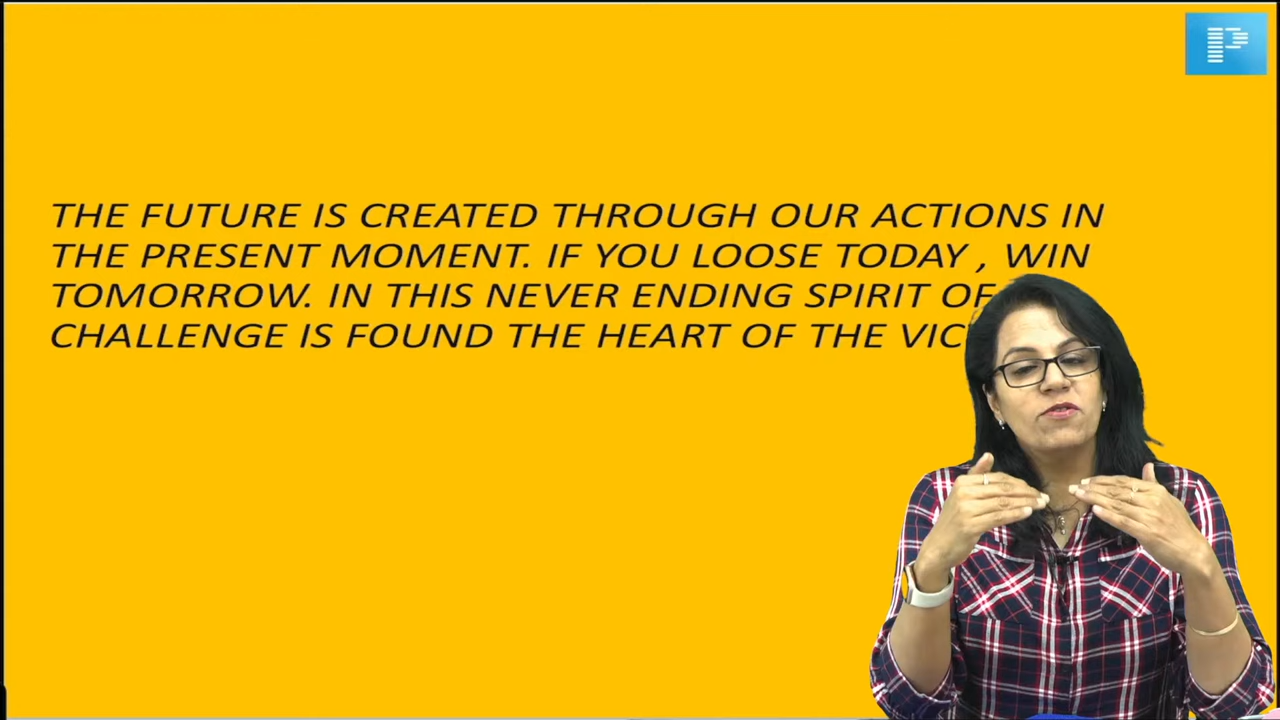 P
THE FUTURE IS CREATED THROUGH OUR ACTIONS IN
THE PRESENT MOMENT. IF YOU LOOSE TODAY , WIN
TOMORROW. IN THIS NEVER ENDING SPIRIT OF
CHALLENGE IS FOUND THE HEART OF THE